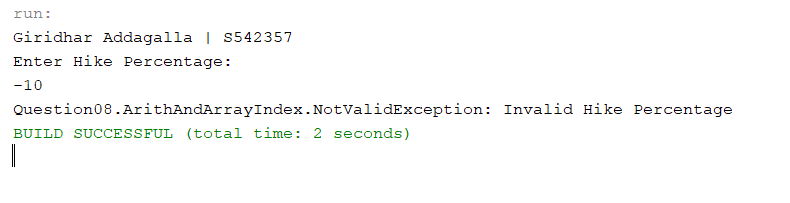 run:
Giridhar Addagalla | S542357
Enter Hike Percentage:
-10
Question08.ArithAndArrayIndex.NotValidException: Invalid Hike Percentage
BUILD SUCCESSFUL (total time: 2 seconds)